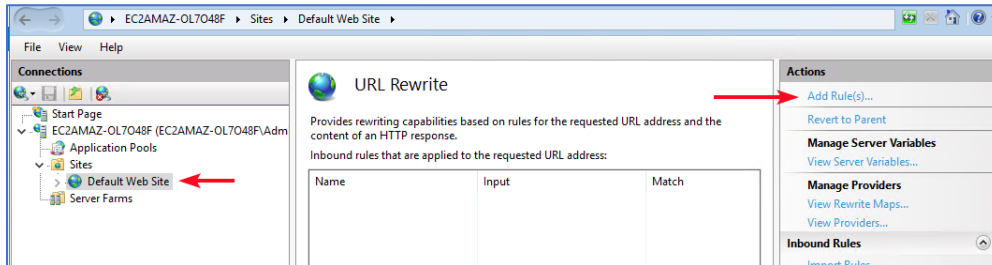 EC2AMAZ-OL7O48F Sites Default Web Site
File View Help
Connections
Start Page
EC2AMAZ-OL7O48F (EC2AMAZ-OL7O48F\Adm
Application Pools
Sites
Default Web Site
Server Farms
URL Rewrite
Provides rewriting capabilities based on rules for the requested URL address and the
content of an HTTP response.
Inbound rules that are applied to the requested URL address:
Name Input Match
Actions
Add Rule(s)...
Revert to Parent
Manage Server Variables
View Server Variables...
Manage Providers
View Rewrite Maps...
View Providers...
Inbound Rules
Import Rules